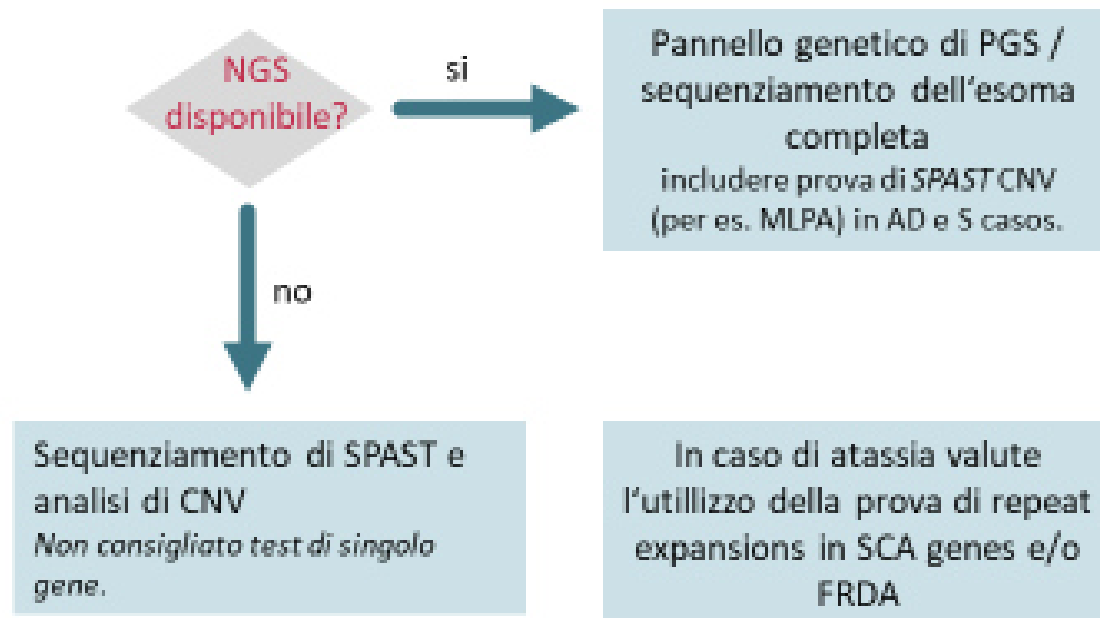 NGS
disponibile?
si
Pannello genetico di PGS /
sequenziamento dell'esoma
completa
includere prova di SPAST CNV
(per es. MLPA) in AD e S casos.
no
Sequenziamento di SPAST e
analisi di CNV
Non consigliato test di singolo
gene.
In caso di atassia valute
l'utillizzo della prova di repeat
expansions in SCA genes e/o
FRDA